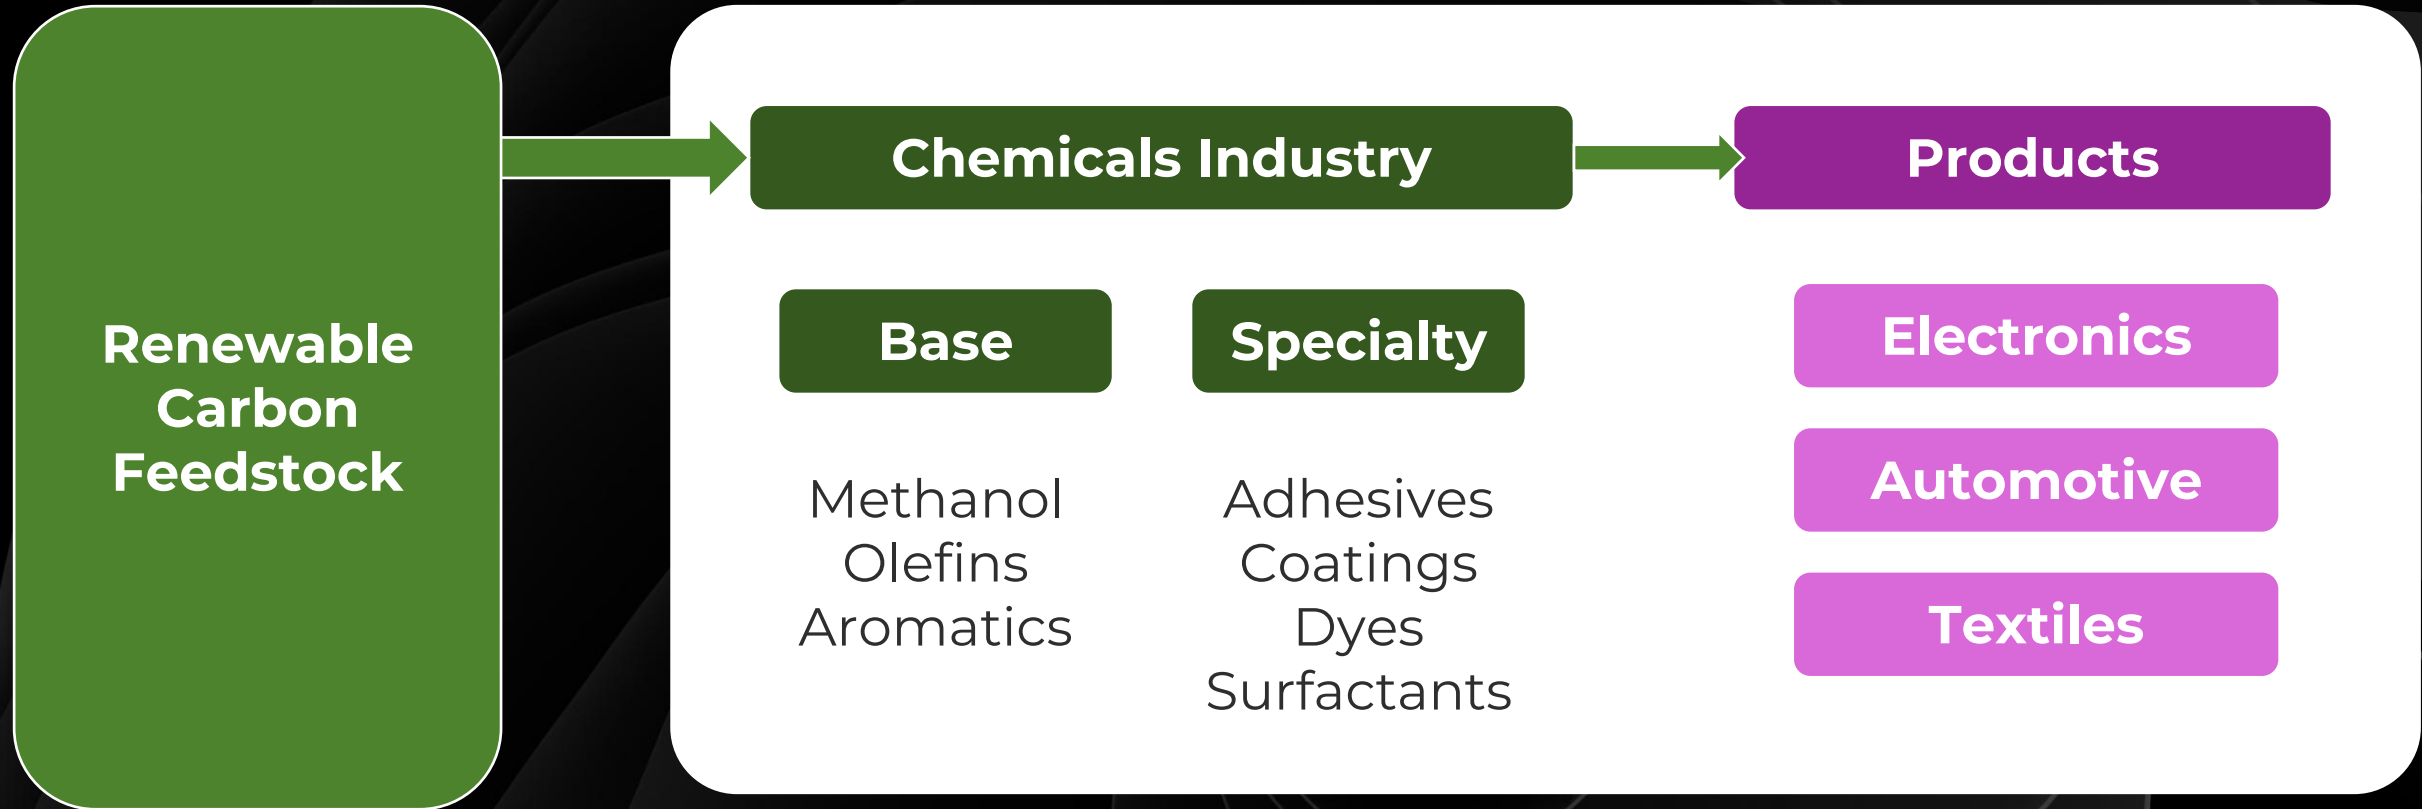 Renewable
Carbon
Feedstock
Chemicals Industry
Base
Methanol
Olefins
Aromatics
Specialty
Adhesives
Coatings
Dyes
Surfactants
Products
Electronics
Automotive
Textiles